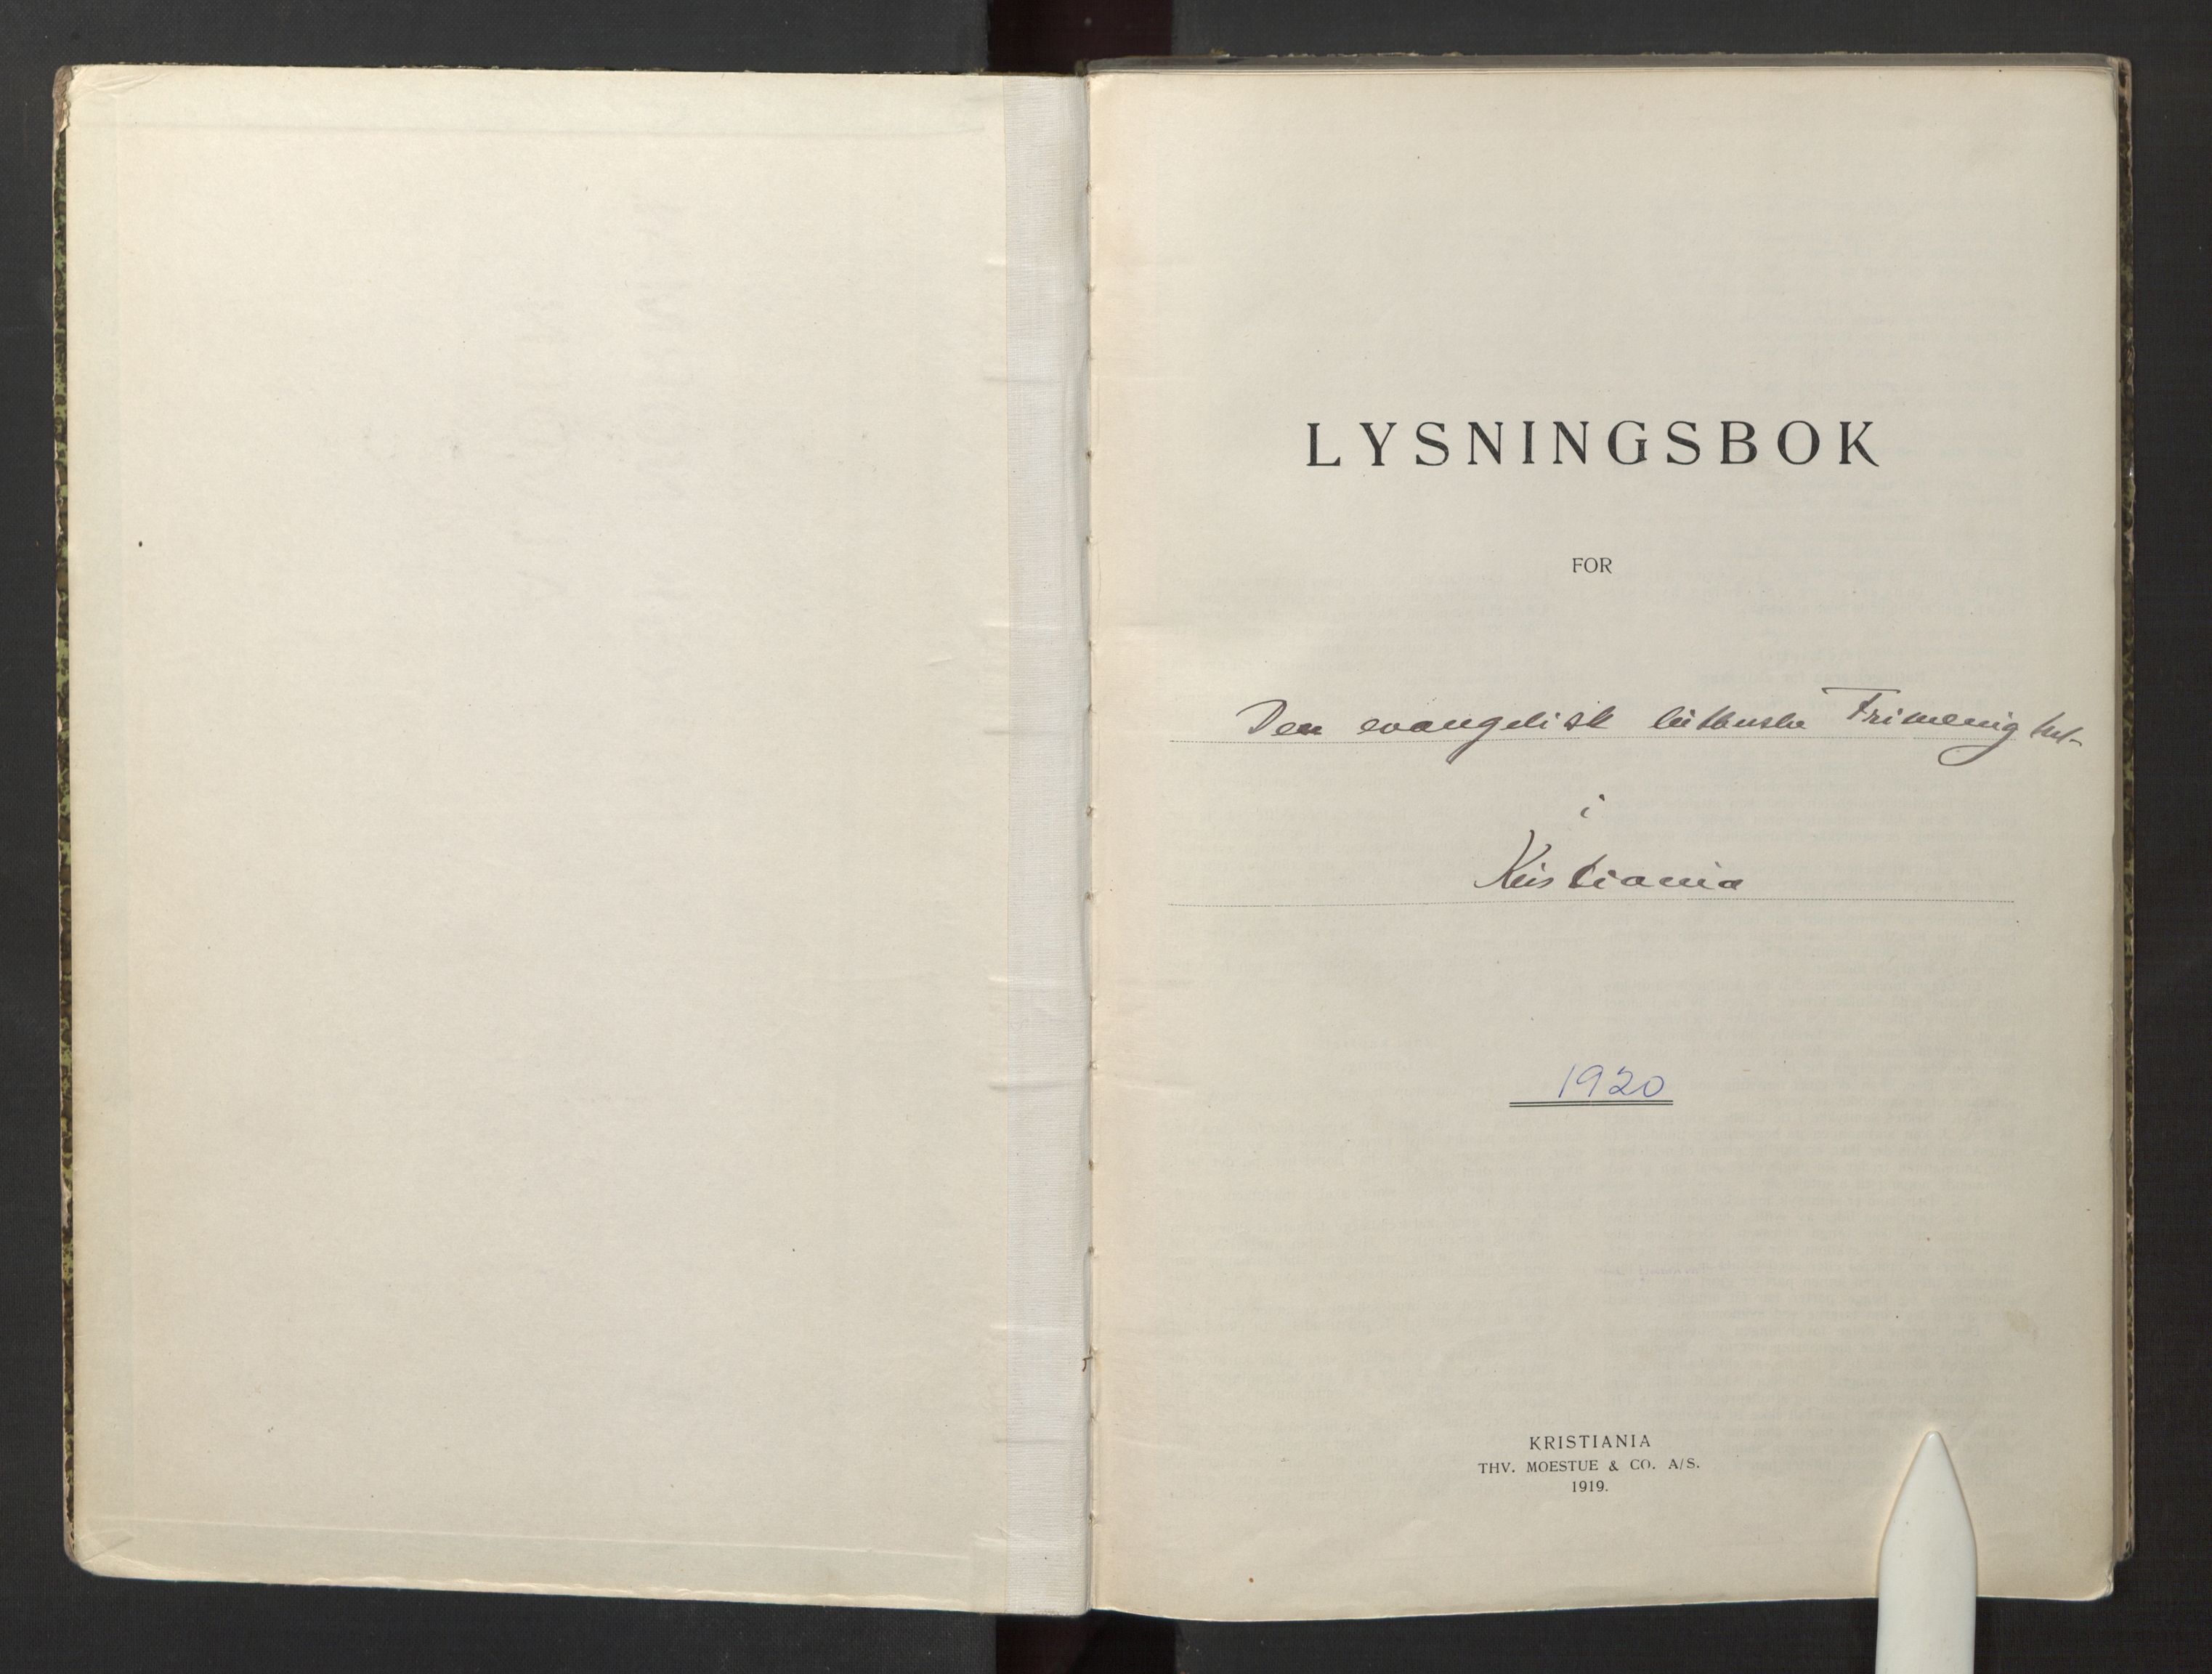 LYSNINGSBOK
FOR
Den evangelisk lutherske Frimenighet
i
Kristiania
1920
KRISTIANIA
THV. MOESTUE & CO. A/S.
1919.